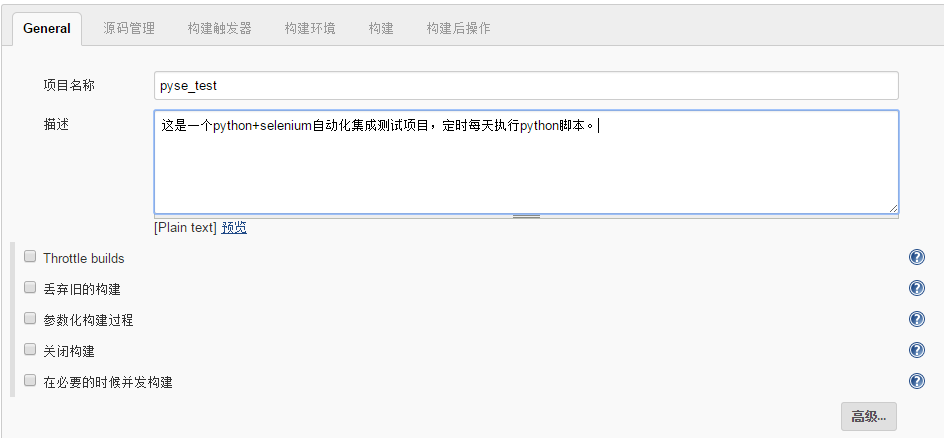 General 源码管理 构建触发器 构建环境 构建 构建后操作
项目名称 pyse_test
描述 这是一个python+selenium自动化集成测试项目，定时每天执行python脚本。
[Plain text] 预览
Throttle builds
丢弃旧的构建
参数化构建过程
关闭构建
在必要的时候并发构建
高级...